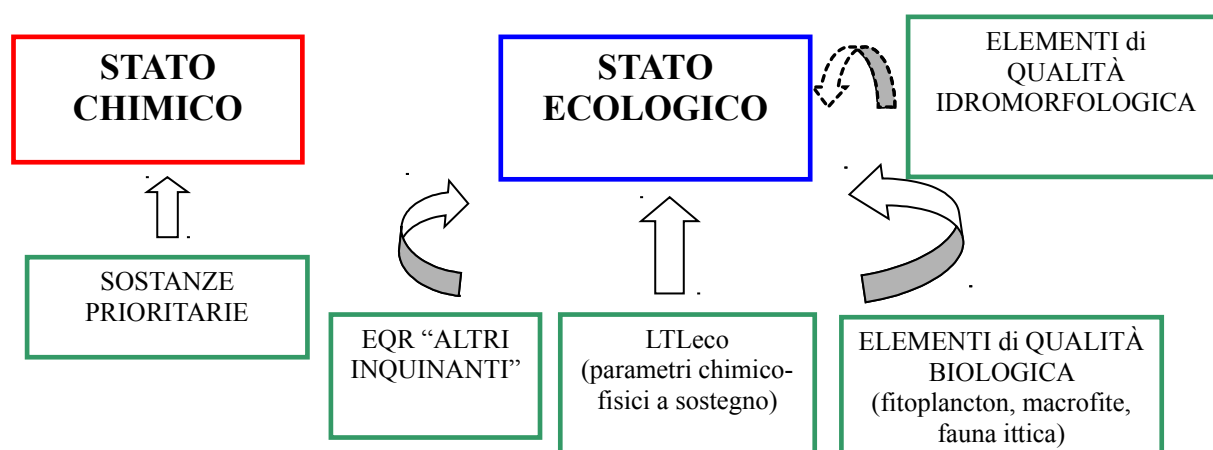 STATO
CHIMICO
STATO
ECOLOGICO
ELEMENTI di
QUALITÀ
IDROMORFOLOGICA
SOSTANZE
PRIORITARIE
EQR “ALTRI
INQUINANTI”
LTLeco
(parametri chimico-
fisici a sostegno)
ELEMENTI di QUALITÀ
BIOLOGICA
(fitoplancton, macrofite,
fauna ittica)